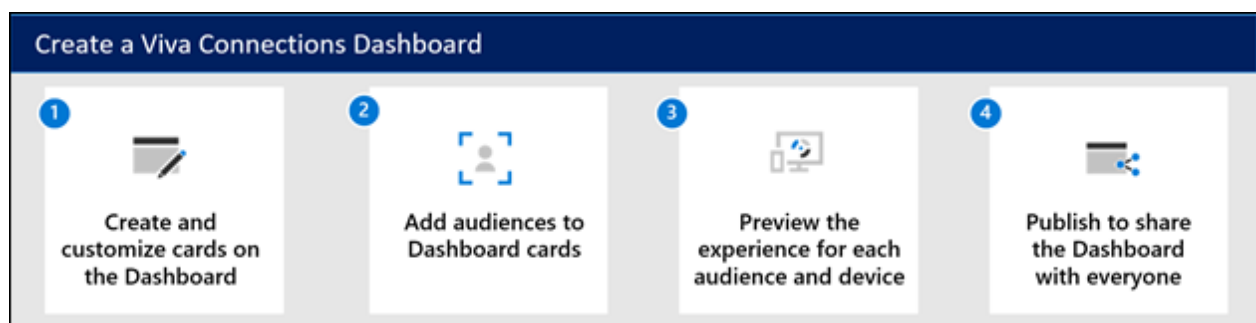 Create a Viva Connections Dashboard
1
Create and
customize cards on
the Dashboard
2
Add audiences to
Dashboard cards
3
Preview the
experience for each
audience and device
4
Publish to share
the Dashboard
with everyone